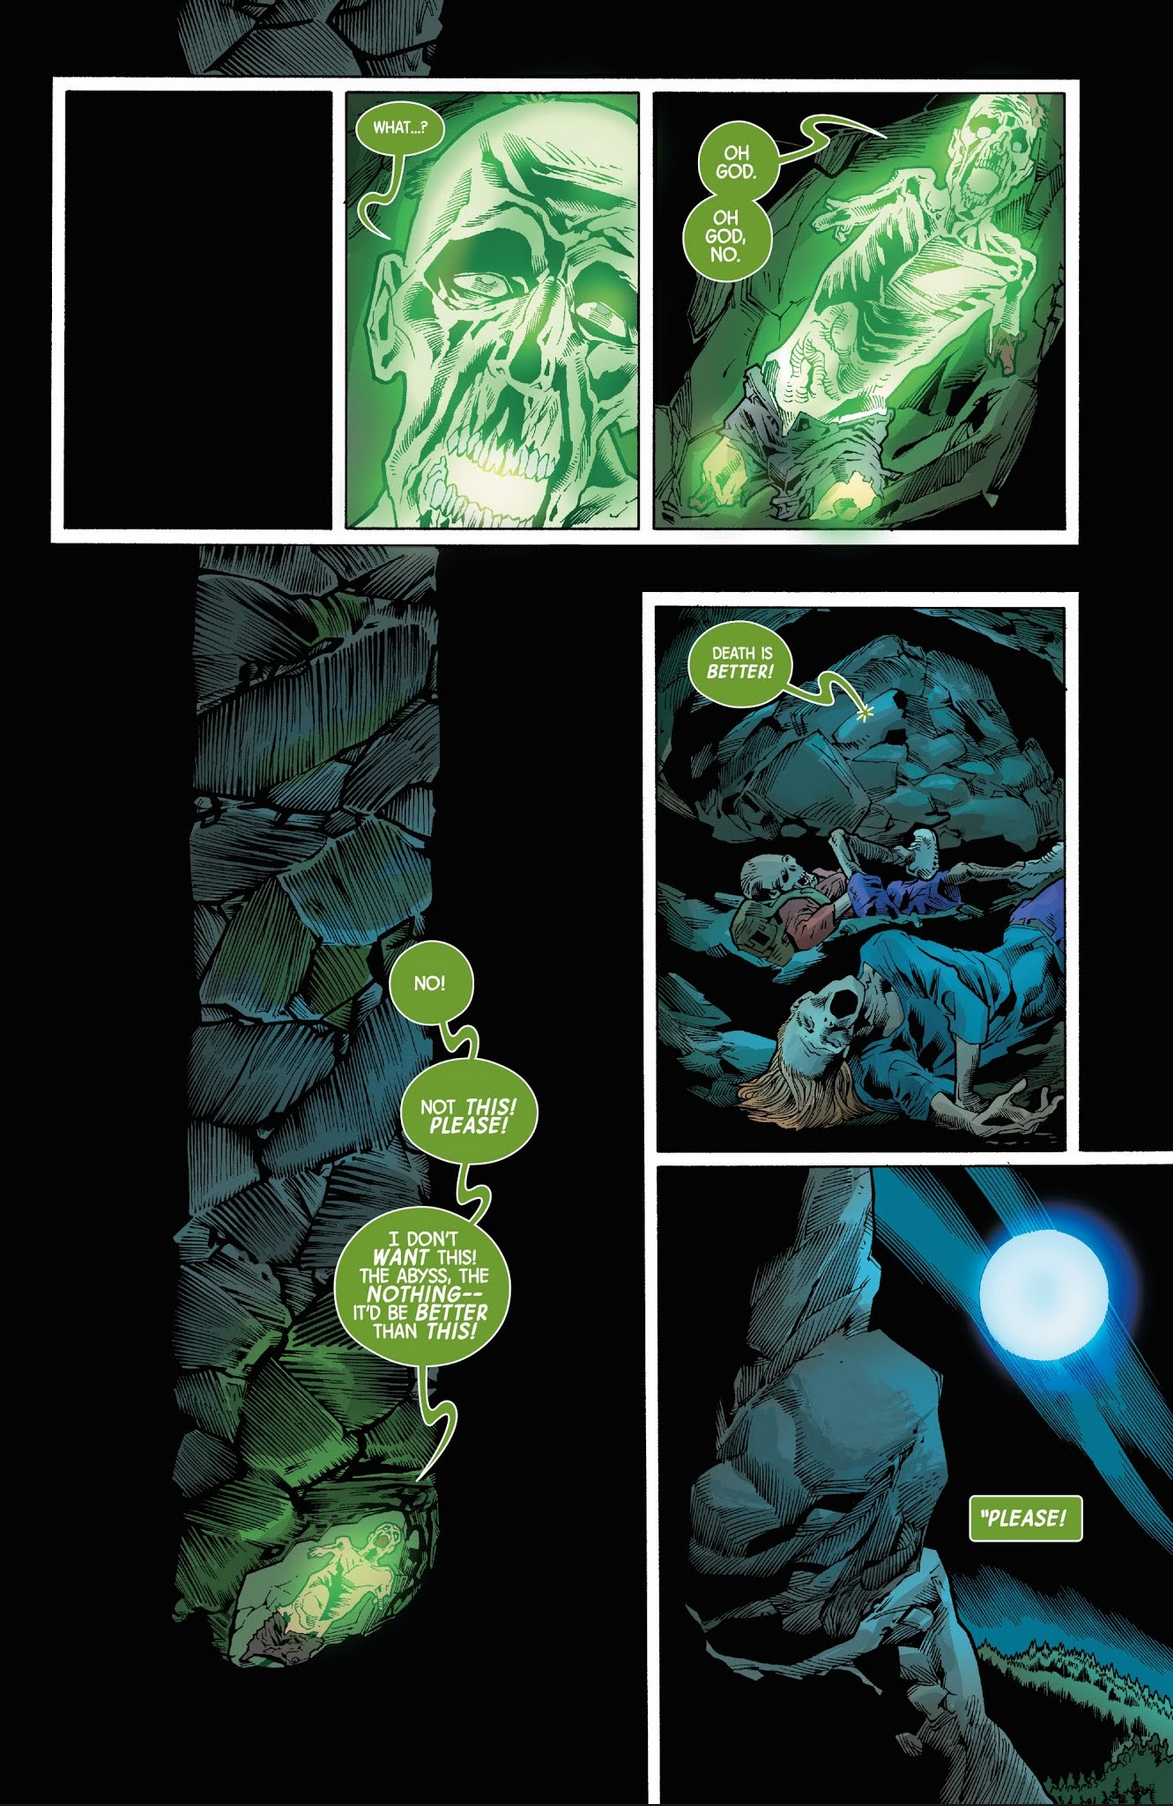 WHAT...?
OH
GOD.
OH
GOD,
NO.
NO!
NOT THIS!
PLEASE!
I DON'T
WANT THIS!
THE ABYSS, THE
NOTHING--
IT'D BE BETTER
THAN THIS!
DEATH IS
BETTER!
"PLEASE!